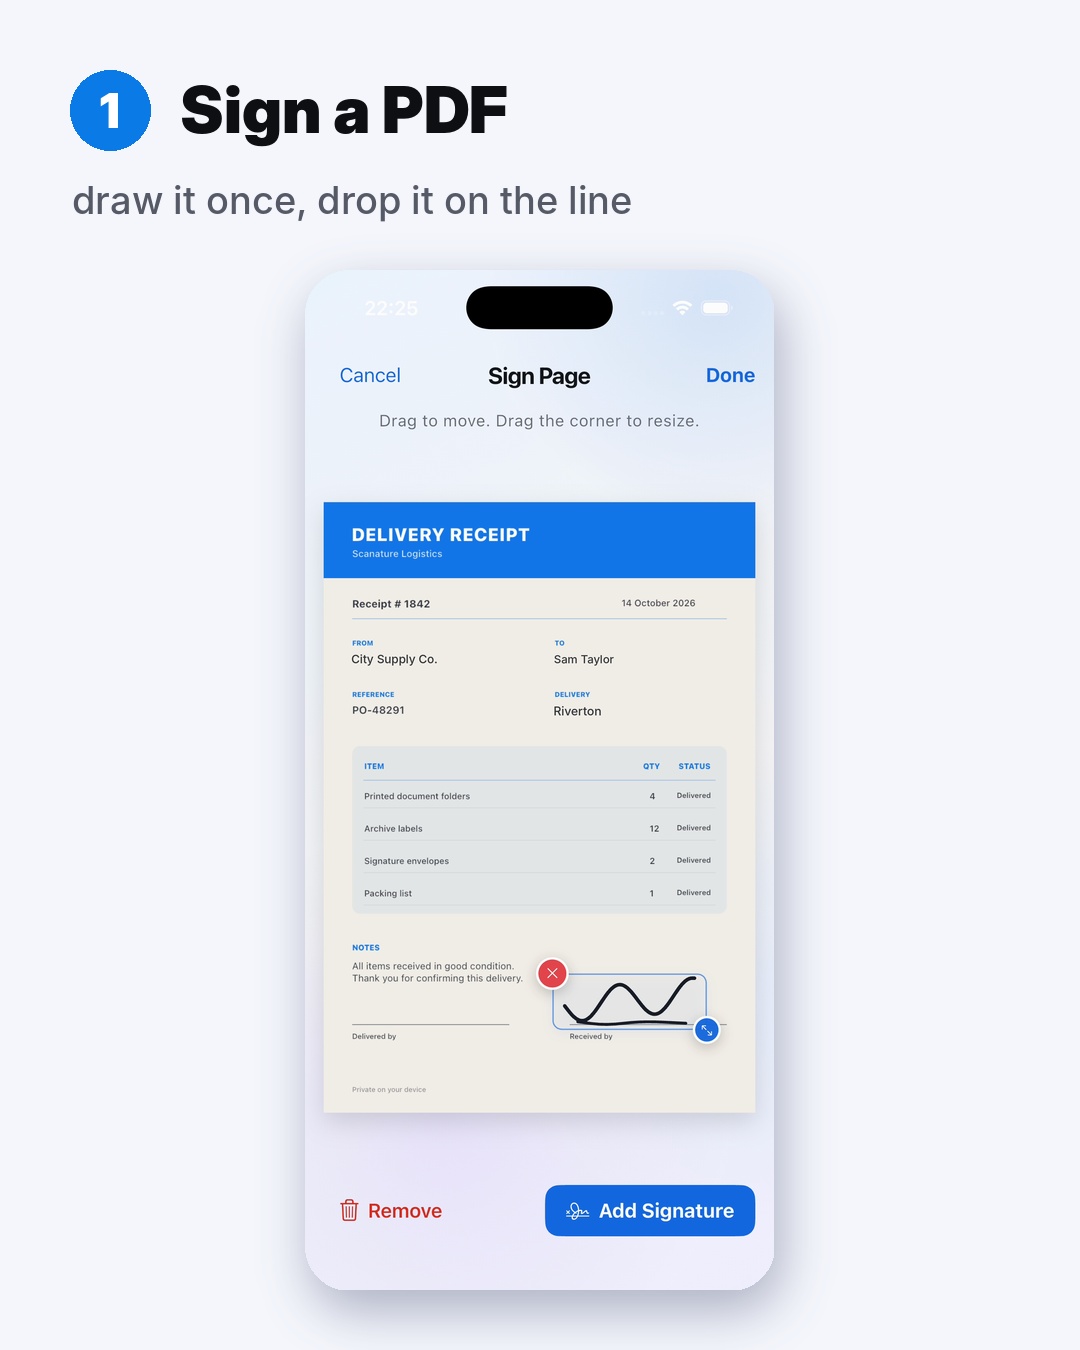 1 Sign a PDF
draw it once, drop it on the line
22:25
Cancel Sign Page Done
Drag to move. Drag the corner to resize.
DELIVERY RECEIPT
Scanature Logistics
Receipt # 1842 14 October 2026
FROM TO
City Supply Co. Sam Taylor
REFERENCE DELIVERY
PO-48291 Riverton
ITEM QTY STATUS
Printed document folders 4 Delivered
Archive labels 12 Delivered
Signature envelopes 2 Delivered
Packing list 1 Delivered
NOTES
All items received in good condition.
Thank you for confirming this delivery.
Delivered by Received by
Private on your device
Remove Add Signature